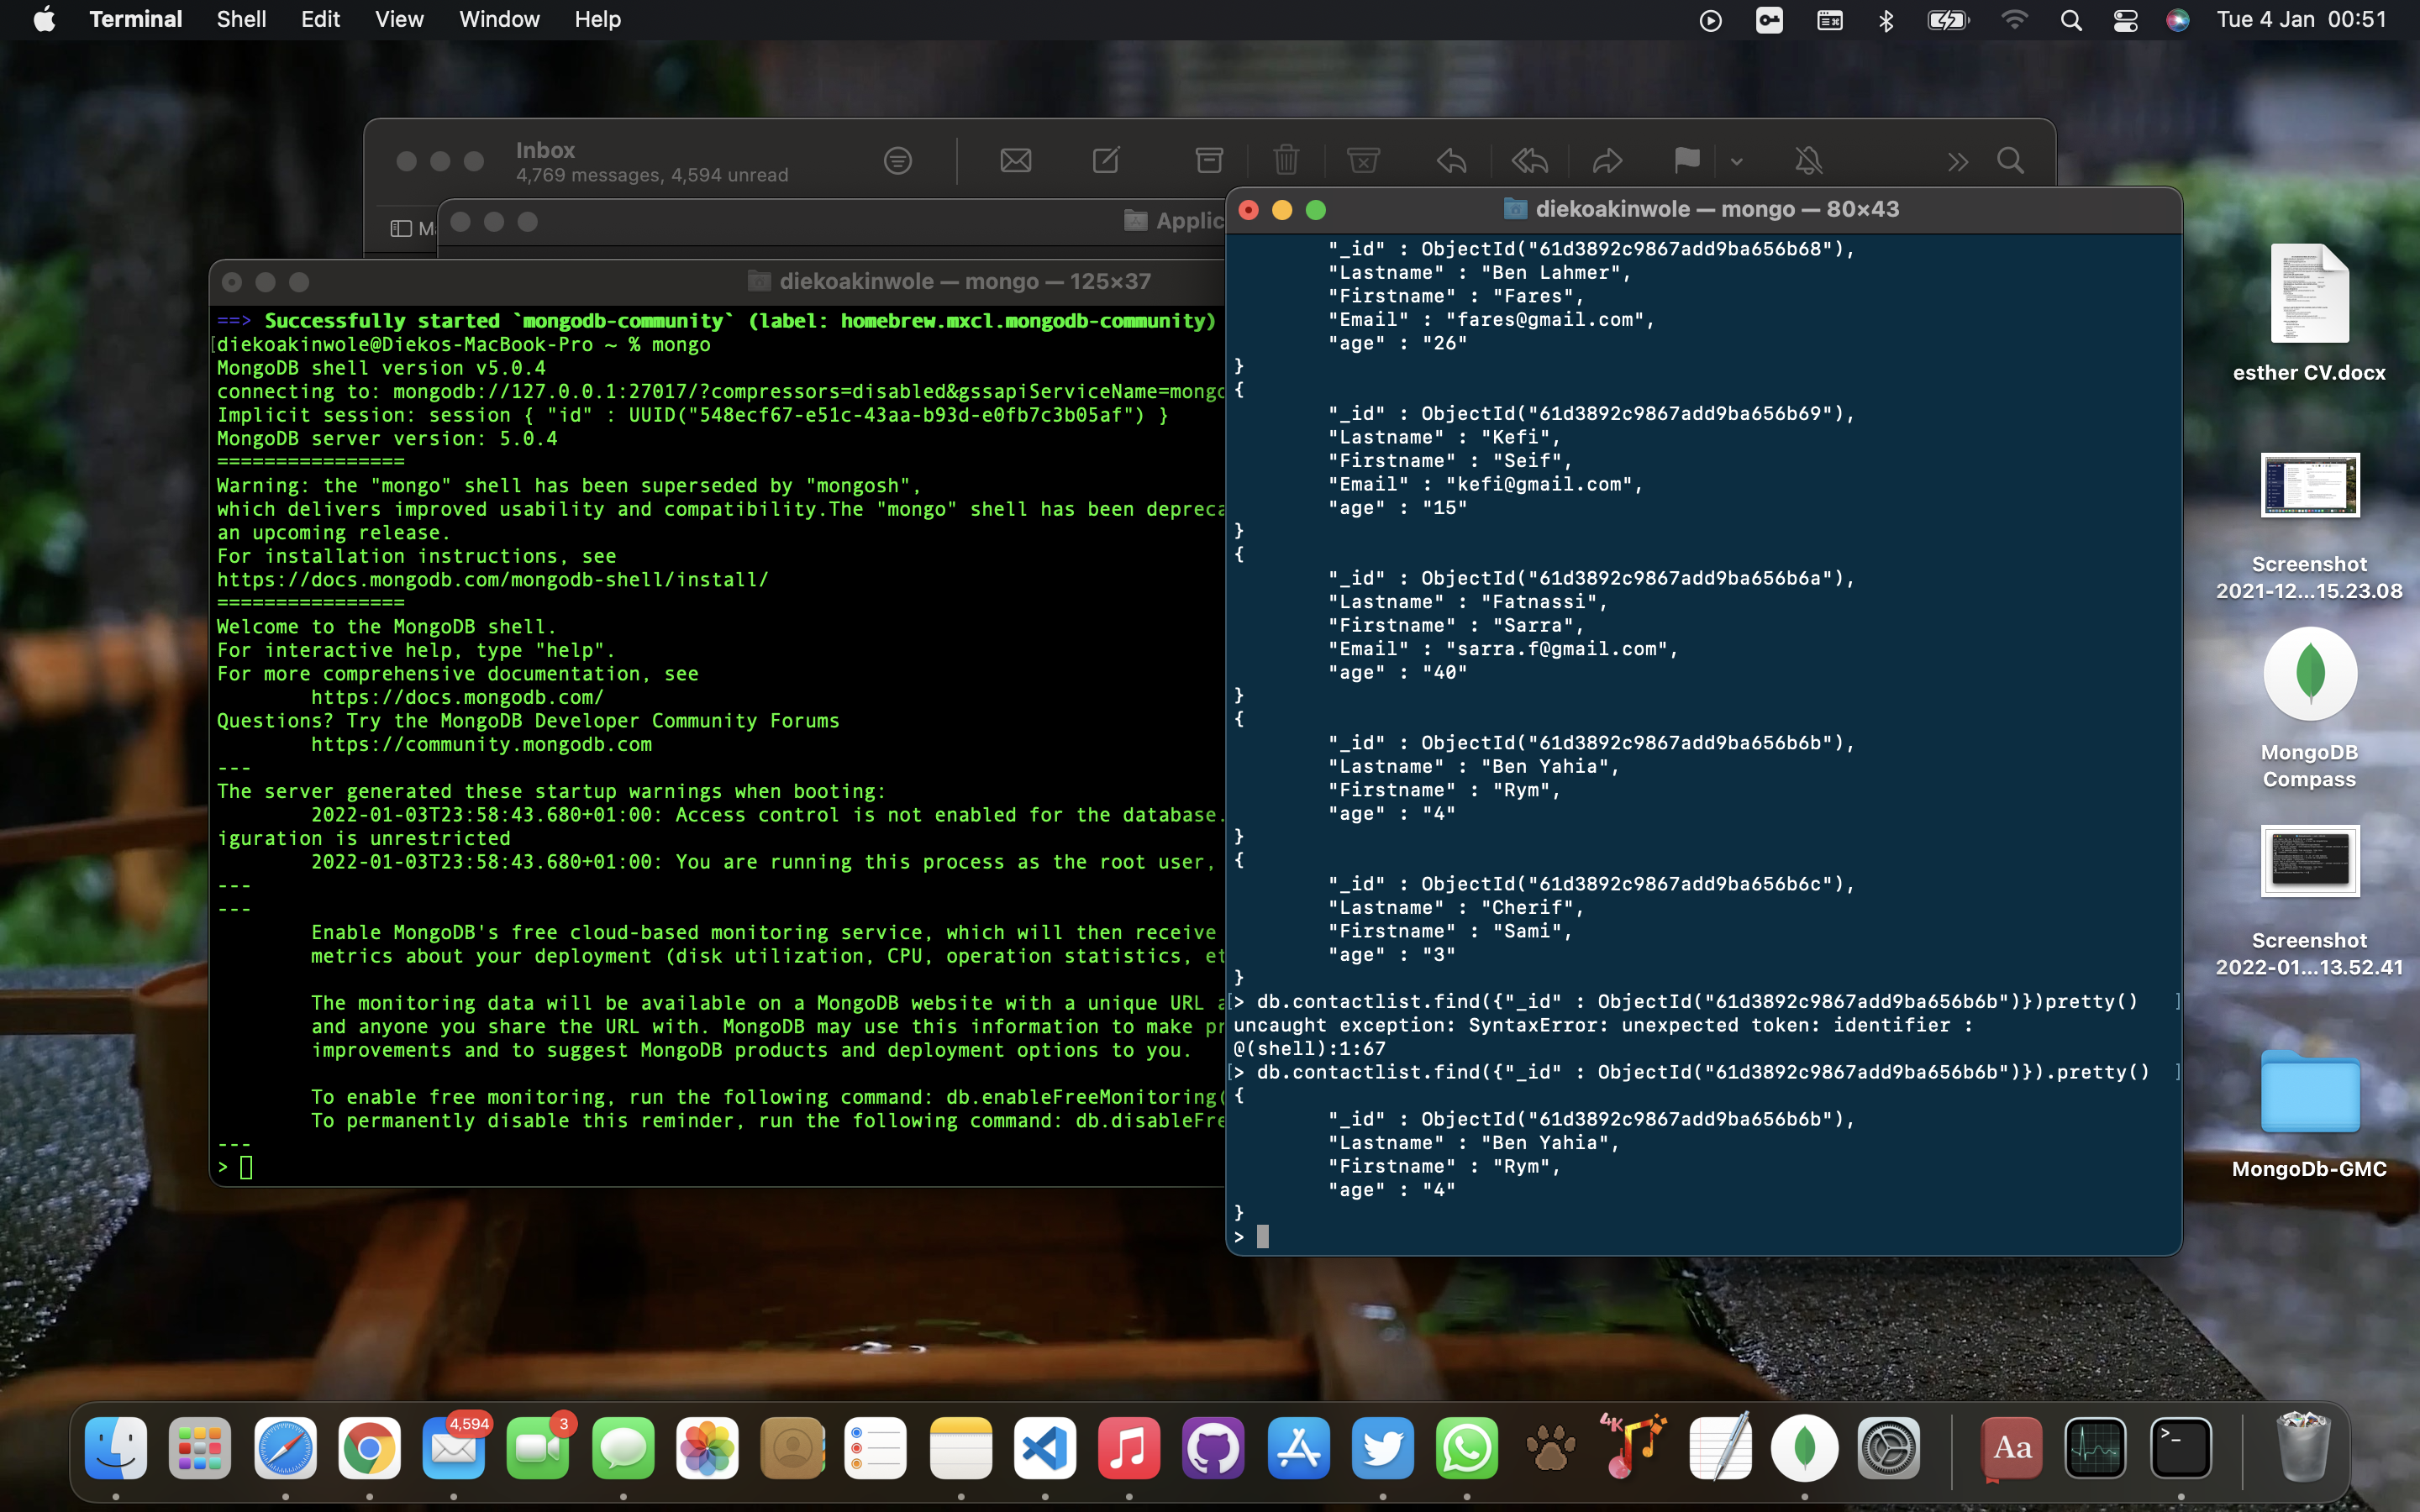 Terminal Shell Edit View Window Help Tue 4 Jan 00:51
Inbox
4,769 messages, 4,594 unread
Applic
diekoakinwole — mongo — 125×37
==> Successfully started `mongodb-community` (label: homebrew.mxcl.mongodb-community)
diekoakinwole@Diekos-MacBook-Pro ~ % mongo
MongoDB shell version v5.0.4
connecting to: mongodb://127.0.0.1:27017/?compressors=disabled&gssapiServiceName=mongo
Implicit session: session { "id" : UUID("548ecf67-e51c-43aa-b93d-e0fb7c3b05af") }
MongoDB server version: 5.0.4
================
Warning: the "mongo" shell has been superseded by "mongosh",
which delivers improved usability and compatibility.The "mongo" shell has been depreca
an upcoming release.
For installation instructions, see
https://docs.mongodb.com/mongodb-shell/install/
================
Welcome to the MongoDB shell.
For interactive help, type "help".
For more comprehensive documentation, see
https://docs.mongodb.com/
Questions? Try the MongoDB Developer Community Forums
https://community.mongodb.com
---
The server generated these startup warnings when booting:
2022-01-03T23:58:43.680+01:00: Access control is not enabled for the database.
iguration is unrestricted
2022-01-03T23:58:43.680+01:00: You are running this process as the root user,
---
---
Enable MongoDB's free cloud-based monitoring service, which will then receive
metrics about your deployment (disk utilization, CPU, operation statistics, et
The monitoring data will be available on a MongoDB website with a unique URL a
and anyone you share the URL with. MongoDB may use this information to make pr
improvements and to suggest MongoDB products and deployment options to you.
To enable free monitoring, run the following command: db.enableFreeMonitoring(
To permanently disable this reminder, run the following command: db.disableFre
---
>
diekoakinwole — mongo — 80×43
"_id" : ObjectId("61d3892c9867add9ba656b68"),
"Lastname" : "Ben Lahmer",
"Firstname" : "Fares",
"Email" : "fares@gmail.com",
"age" : "26"
}
{
"_id" : ObjectId("61d3892c9867add9ba656b69"),
"Lastname" : "Kefi",
"Firstname" : "Seif",
"Email" : "kefi@gmail.com",
"age" : "15"
}
{
"_id" : ObjectId("61d3892c9867add9ba656b6a"),
"Lastname" : "Fatnassi",
"Firstname" : "Sarra",
"Email" : "sarra.f@gmail.com",
"age" : "40"
}
{
"_id" : ObjectId("61d3892c9867add9ba656b6b"),
"Lastname" : "Ben Yahia",
"Firstname" : "Rym",
"age" : "4"
}
{
"_id" : ObjectId("61d3892c9867add9ba656b6c"),
"Lastname" : "Cherif",
"Firstname" : "Sami",
"age" : "3"
}
> db.contactlist.find({"_id" : ObjectId("61d3892c9867add9ba656b6b")})pretty()
uncaught exception: SyntaxError: unexpected token: identifier :
@(shell):1:67
> db.contactlist.find({"_id" : ObjectId("61d3892c9867add9ba656b6b")}).pretty()
{
"_id" : ObjectId("61d3892c9867add9ba656b6b"),
"Lastname" : "Ben Yahia",
"Firstname" : "Rym",
"age" : "4"
}
>
esther CV.docx
Screenshot
2021-12...15.23.08
MongoDB
Compass
Screenshot
2022-01...13.52.41
MongoDb-GMC
4,594
3
4K
Aa
>_